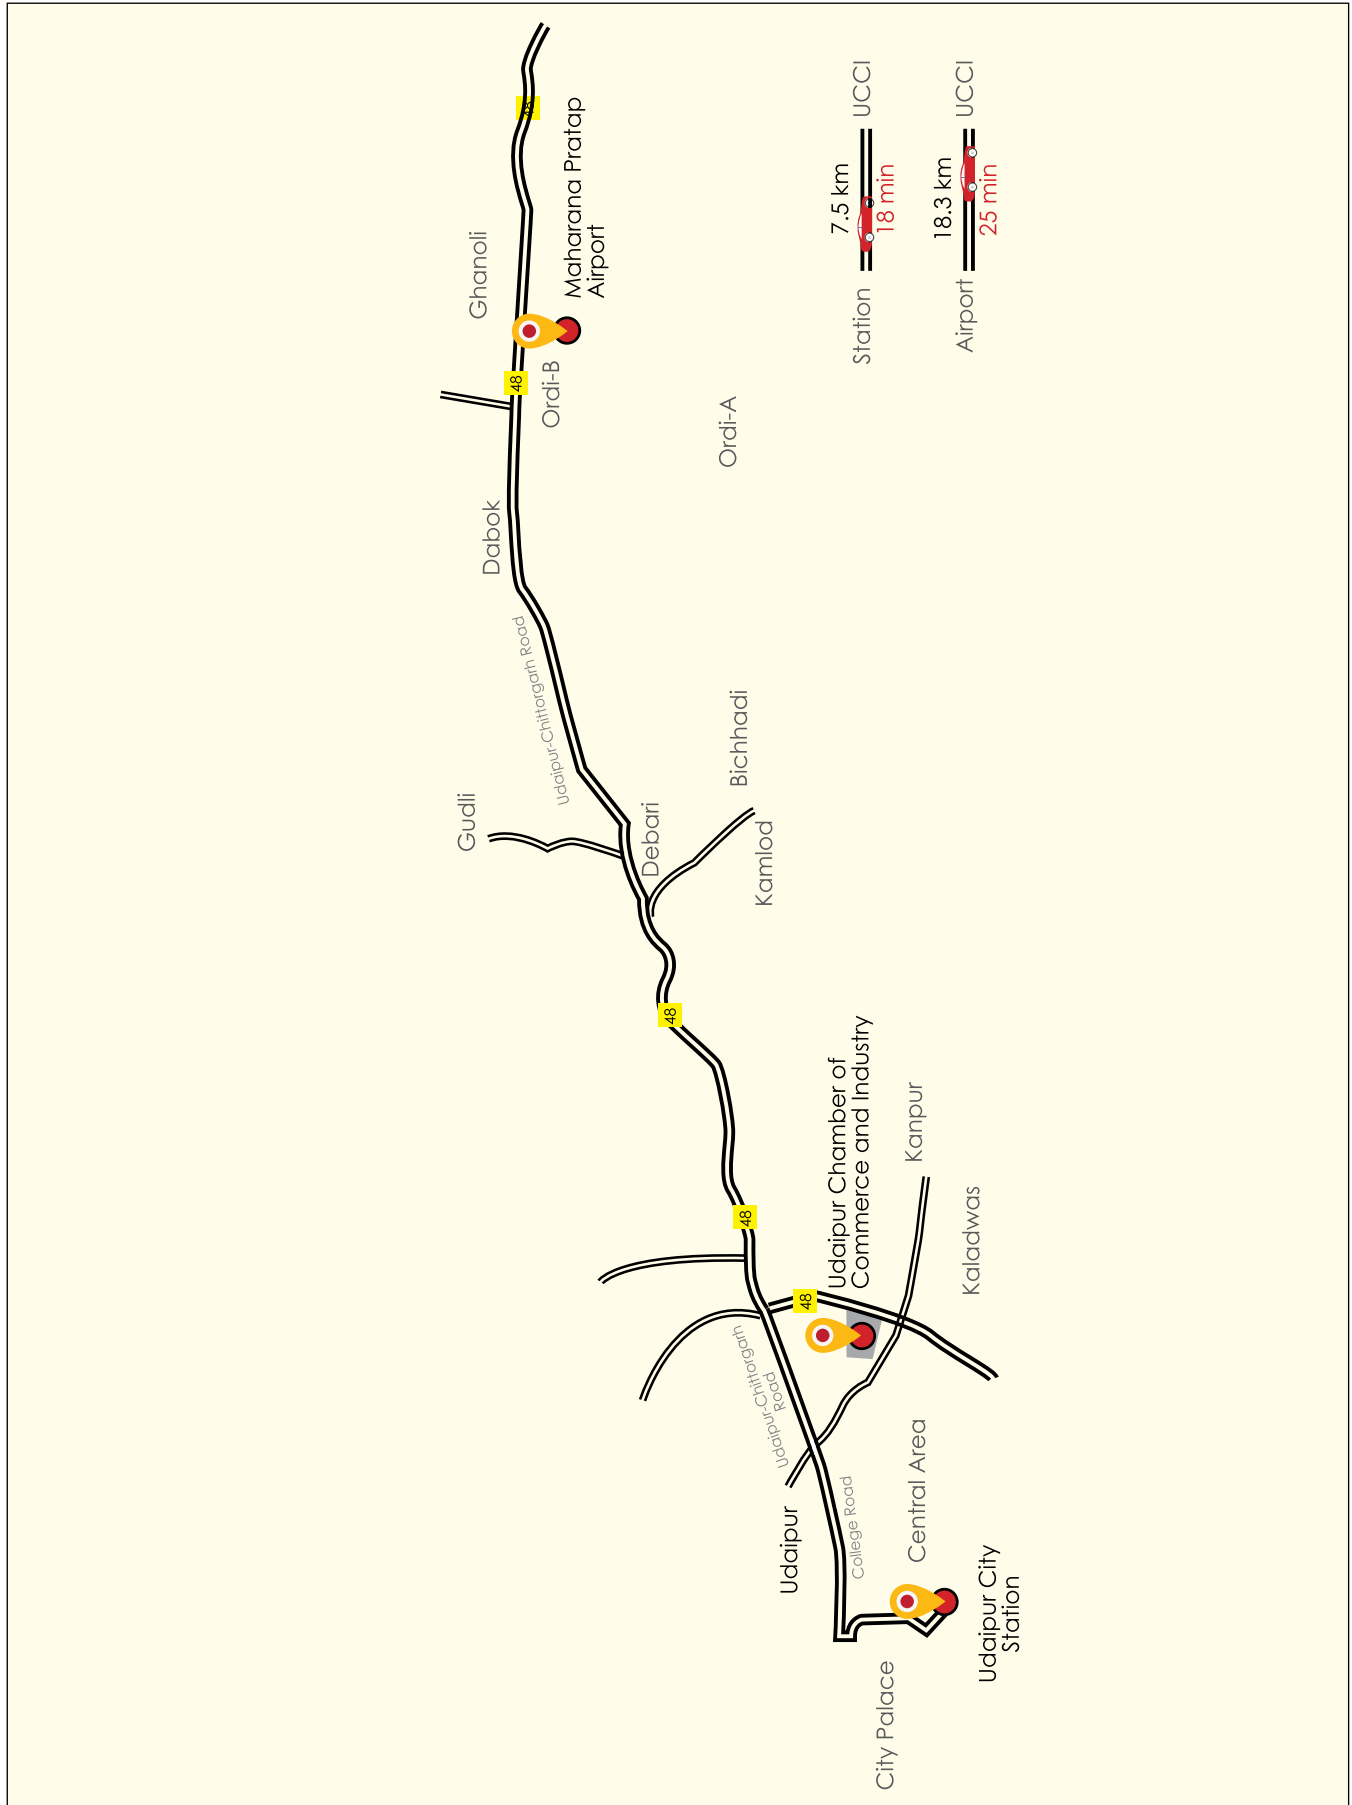 Ghanoli
48
Maharana Pratap
Airport
48
Ordi-B
Ordi-A
Dabok
Udaipur-Chittorgarh Road
Gudli
Debari
Bichhadi
Kamlod
48
48
48
Udaipur Chamber of
Commerce and Industry
Kanpur
Kaladwas
Udaipur-Chittorgarh
Road
Udaipur
College Road
Central Area
Udaipur City
Station
City Palace
Station
7.5 km
18 min
UCCI
Airport
18.3 km
25 min
UCCI